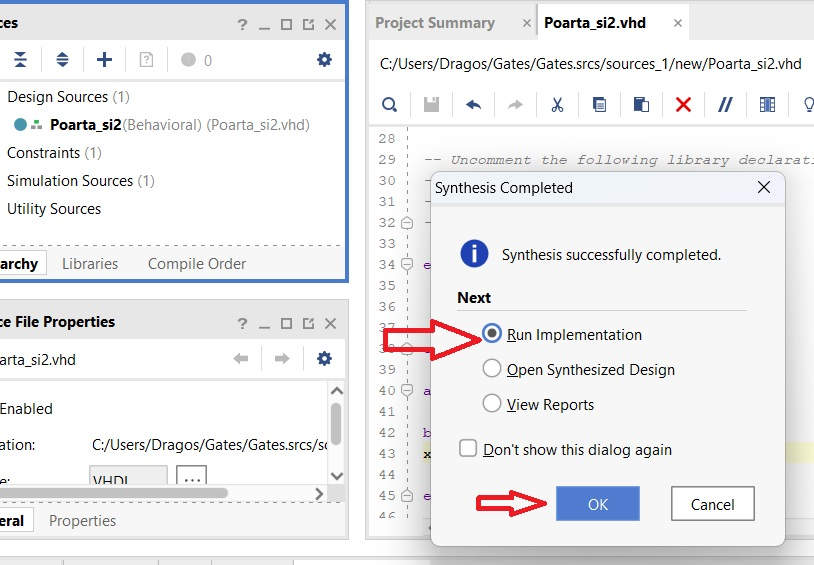 ces
0
Design Sources (1)
Poarta_si2(Behavioral) (Poarta_si2.vhd)
Constraints (1)
Simulation Sources (1)
Utility Sources
archy
Libraries
Compile Order
ce File Properties
arta_si2.vhd
Enabled
ation:
C:/Users/Dragos/Gates/Gates.srcs/so
e:
VHDL
...
eral
Properties
Project Summary
Poarta_si2.vhd
C:/Users/Dragos/Gates/Gates.srcs/sources_1/new/Poarta_si2.vhd
28
29 -- Uncomment the following library declarati
30 -
31 -
32 -
33
34 e
35
36
37
38
39
40 a
41
42 b
43 x
44
45 e
46
Synthesis Completed
Synthesis successfully completed.
Next
Run Implementation
Open Synthesized Design
View Reports
Don't show this dialog again
OK
Cancel